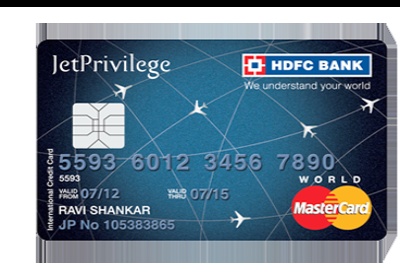 JetPrivilege
HDFC BANK
We understand your world
International Credit Card
5593 6012 3456 7890
5593
WORLD
VALID FROM 07/12 VALID THRU 07/15
MasterCard
RAVI SHANKAR
JP No 105383865